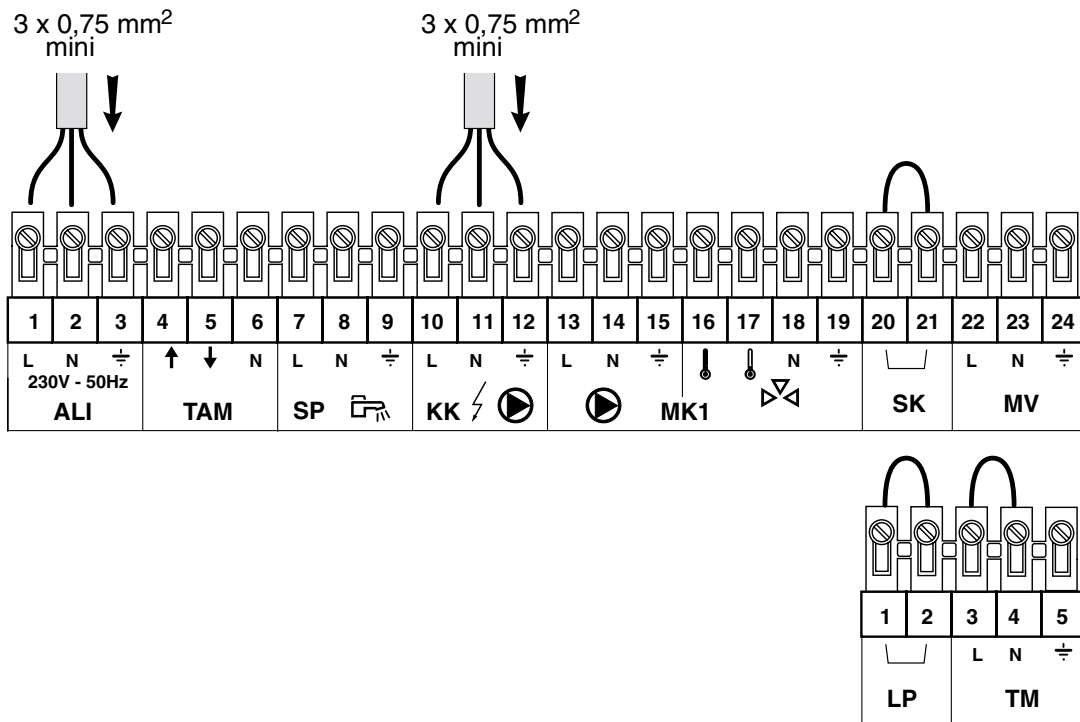 3 x 0,75 mm² 3 x 0,75 mm²
mini mini
1 2 3 4 5 6 7 8 9 10 11 12 13 14 15 16 17 18 19 20 21 22 23 24
L N N L N L N L N N L N
230V - 50Hz
ALI TAM SP KK MK1 SK MV
1 2 3 4 5
L N
LP TM